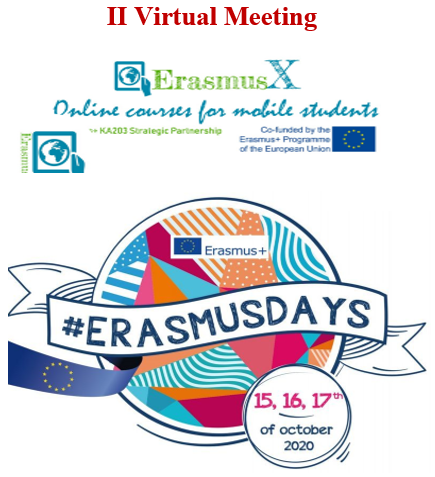 II Virtual Meeting
ErasmusX
Online courses for mobile students
KA203 Strategic Partnership
Co-funded by the
Erasmus+ Programme
of the European Union
Erasmus
Erasmus+
#ERASMUSDAYS
15, 16, 17th
of october
2020